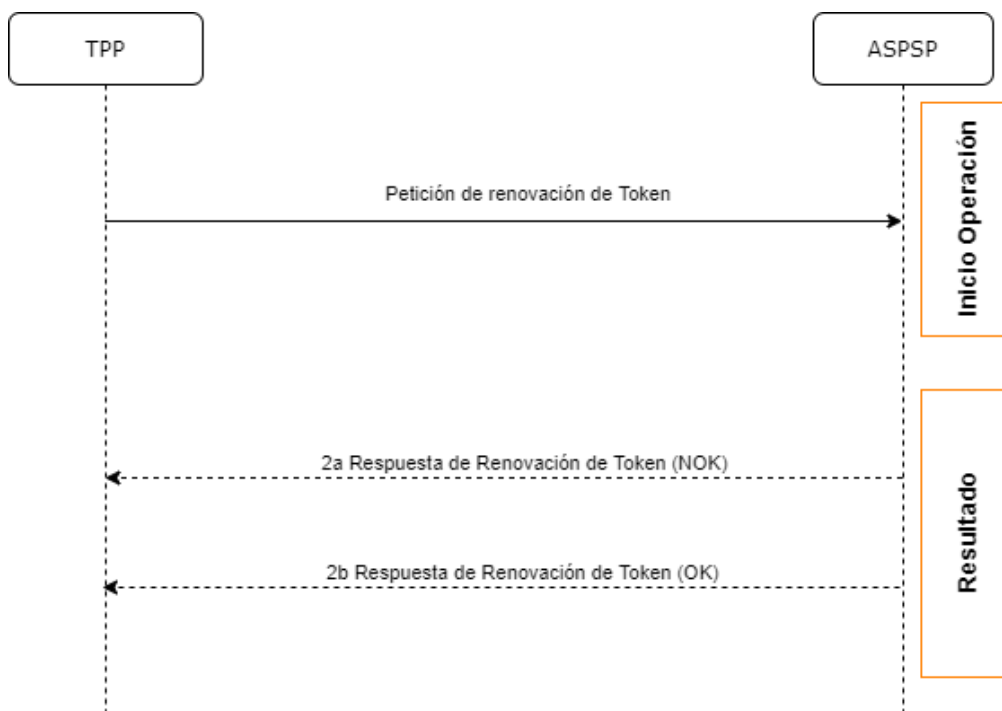 TPP
ASPSP
Inicio Operación
Petición de renovación de Token
2a Respuesta de Renovación de Token (NOK)
Resultado
2b Respuesta de Renovación de Token (OK)